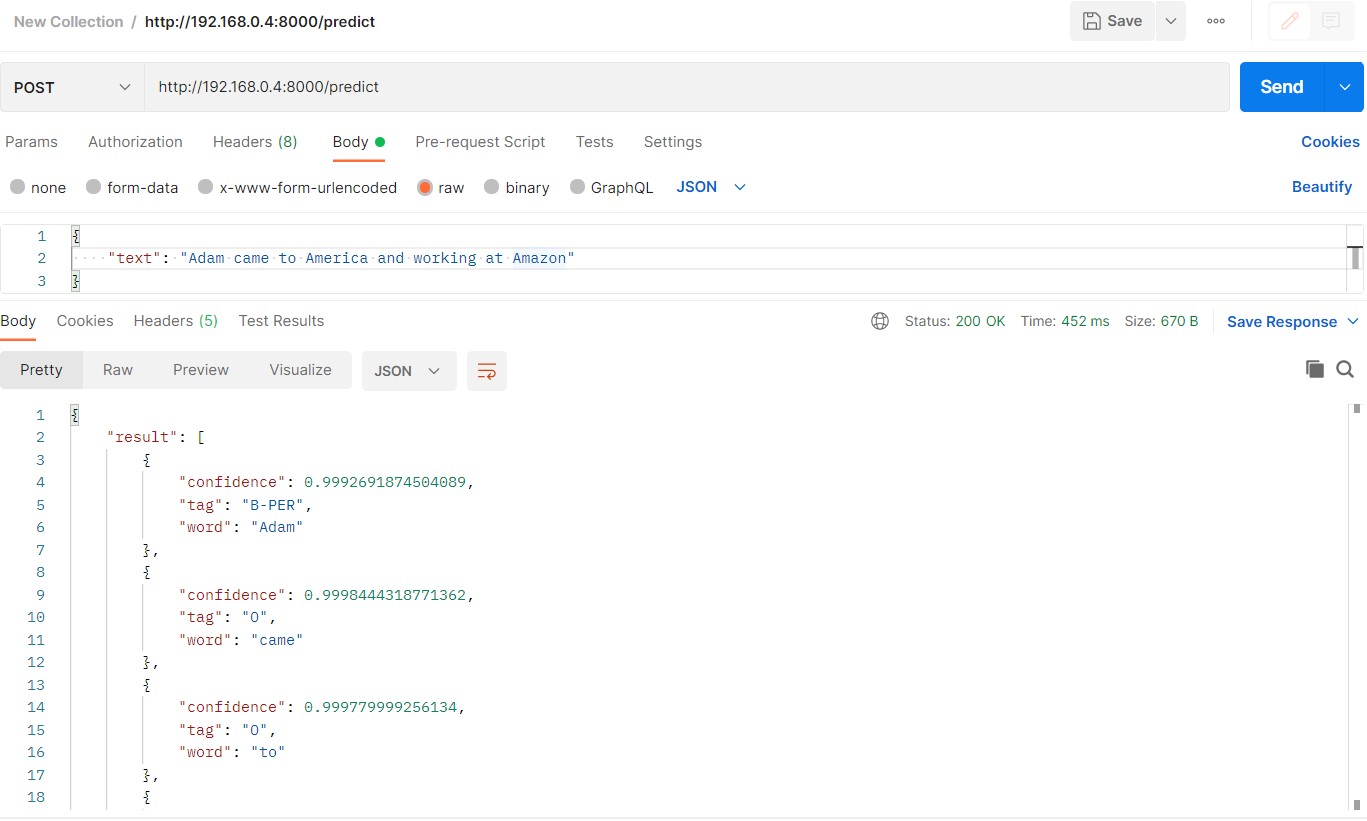 New Collection / http://192.168.0.4:8000/predict
Save
POST
http://192.168.0.4:8000/predict
Send
Params Authorization Headers (8) Body Pre-request Script Tests Settings Cookies
none form-data x-www-form-urlencoded raw binary GraphQL JSON Beautify
1 {
2 "text": "Adam came to America and working at Amazon"
3 }
Body Cookies Headers (5) Test Results Status: 200 OK Time: 452 ms Size: 670 B Save Response
Pretty Raw Preview Visualize JSON
1 {
2 "result": [
3 {
4 "confidence": 0.9992691874504089,
5 "tag": "B-PER",
6 "word": "Adam"
7 },
8 {
9 "confidence": 0.9998444318771362,
10 "tag": "O",
11 "word": "came"
12 },
13 {
14 "confidence": 0.999779999256134,
15 "tag": "O",
16 "word": "to"
17 },
18 {